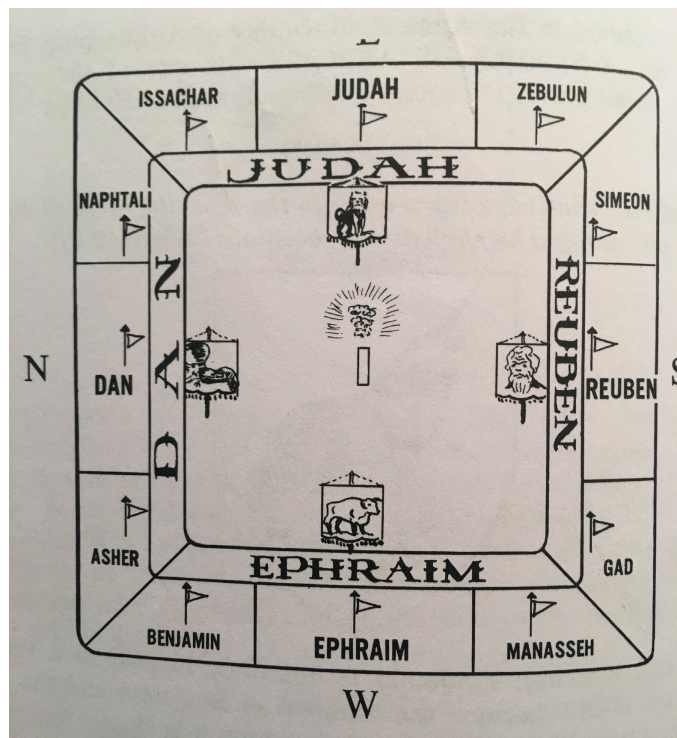 ISSACHAR
JUDAH
ZEBULUN
JUDAH
NAPHTALI
SIMEON
DAN
REUBEN
N
DAN
REUBEN
S
ASHER
GAD
EPHRAIM
BENJAMIN
EPHRAIM
MANASSEH
W